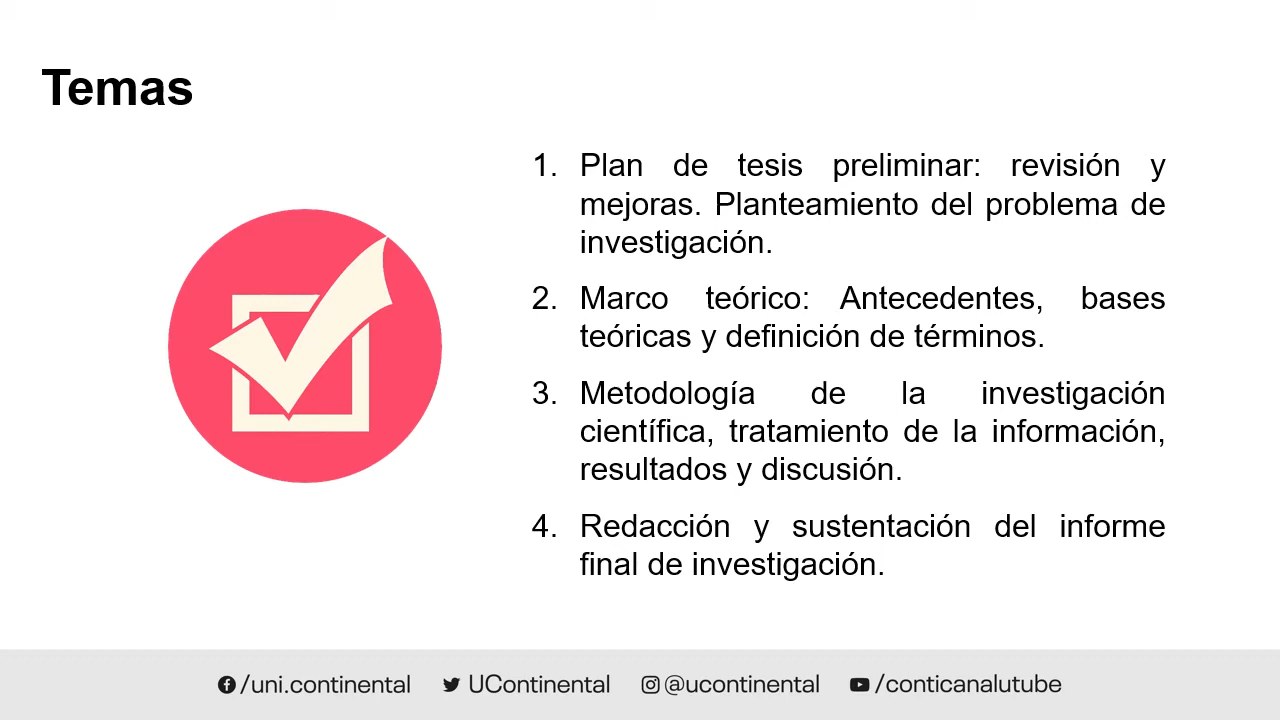 Temas
1. Plan de tesis preliminar: revisión y
mejoras. Planteamiento del problema de
investigación.
2. Marco teórico: Antecedentes, bases
teóricas y definición de términos.
3. Metodología de la investigación
científica, tratamiento de la información,
resultados y discusión.
4. Redacción y sustentación del informe
final de investigación.
/uni.continental UContinental @ucontinental /conticanalutube